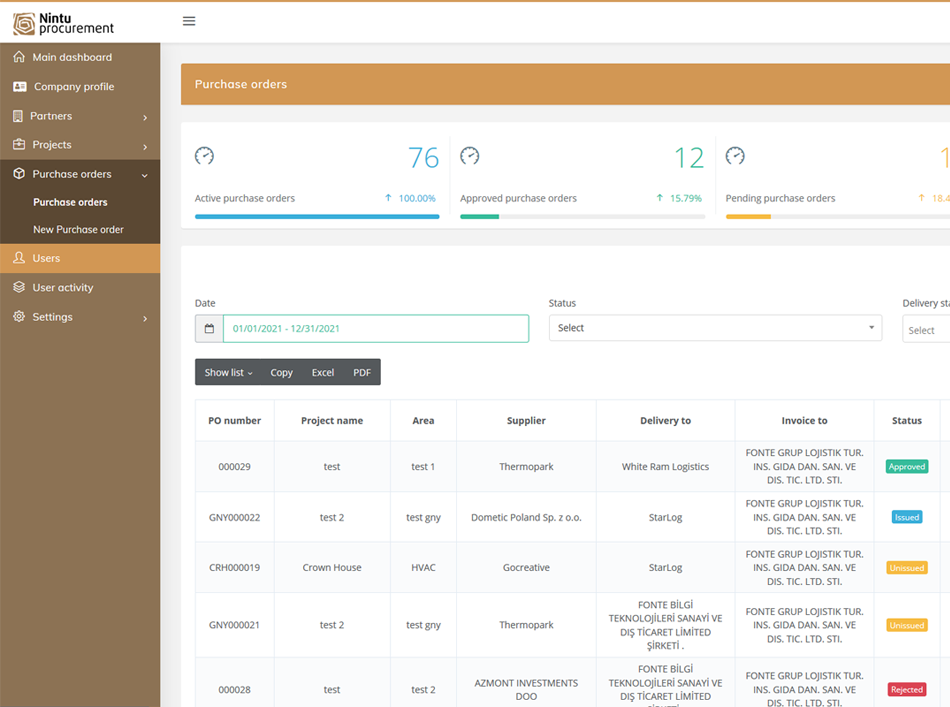 Nintu
procurement
Main dashboard
Company profile
Partners
Projects
Purchase orders
Purchase orders
New Purchase order
Users
User activity
Settings
Purchase orders
76
Active purchase orders 100.00%
12
Approved purchase orders 15.79%
Pending purchase orders
Date
01/01/2021 - 12/31/2021
Status
Select
Delivery
Select
Show list Copy Excel PDF
PO number Project name Area Supplier Delivery to Invoice to Status
000029 test test 1 Thermopark White Ram Logistics
FONTE GRUP LOJISTIK TUR.
INS. GIDA DAN. SAN. VE
DIS. TIC. LTD. STI.
Approved
GNY000022 test 2 test gny Dometic Poland Sp. z o.o. StarLog
FONTE GRUP LOJISTIK TUR.
INS. GIDA DAN. SAN. VE
DIS. TIC. LTD. STI.
Issued
CRH000019 Crown House HVAC Gocreative StarLog
FONTE GRUP LOJISTIK TUR.
INS. GIDA DAN. SAN. VE
DIS. TIC. LTD. STI.
Unissued
GNY000021 test 2 test gny Thermopark
FONTE BİLGİ
TEKNOLOJİLERİ SANAYİ VE
DIŞ TİCARET LİMİTED
ŞİRKETİ .
FONTE GRUP LOJISTIK TUR.
INS. GIDA DAN. SAN. VE
DIS. TIC. LTD. STI.
Unissued
000028 test test 2
AZMONT INVESTMENTS
DOO
FONTE BİLGİ
TEKNOLOJİLERİ SANAYİ VE
DIŞ TİCARET LİMİTED
FONTE GRUP LOJISTIK TUR.
INS. GIDA DAN. SAN. VE
DIS. TIC. LTD. STI.
Rejected